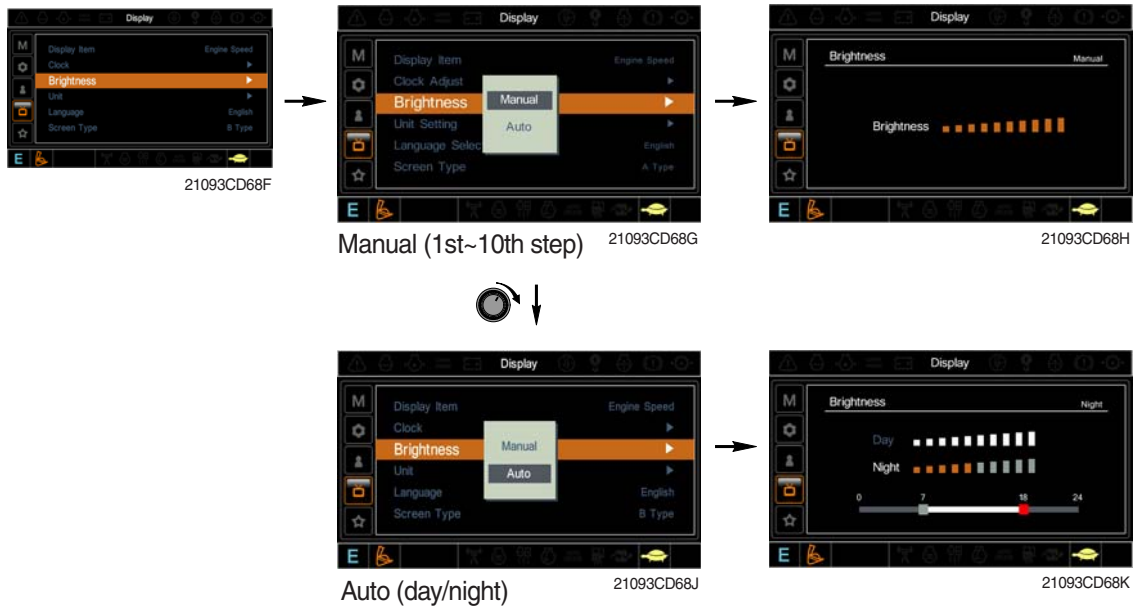 Display
M
Display Item Engine Speed
Clock
Brightness
Unit
Language English
Screen Type B Type
E
21093CD68F
Display
M
Display Item Engine Speed
Clock Adjust
Brightness
Manual
Auto
Unit Setting
Language Selec English
Screen Type A Type
E
Manual (1st~10th step) 21093CD68G
Display
M
Brightness Manual
Brightness
E
21093CD68H
Display
M
Display Item Engine Speed
Clock
Brightness
Manual
Auto
Unit
Language English
Screen Type B Type
E
Auto (day/night) 21093CD68J
Display
M
Brightness Night
Day
Night
0 7 18 24
E
21093CD68K